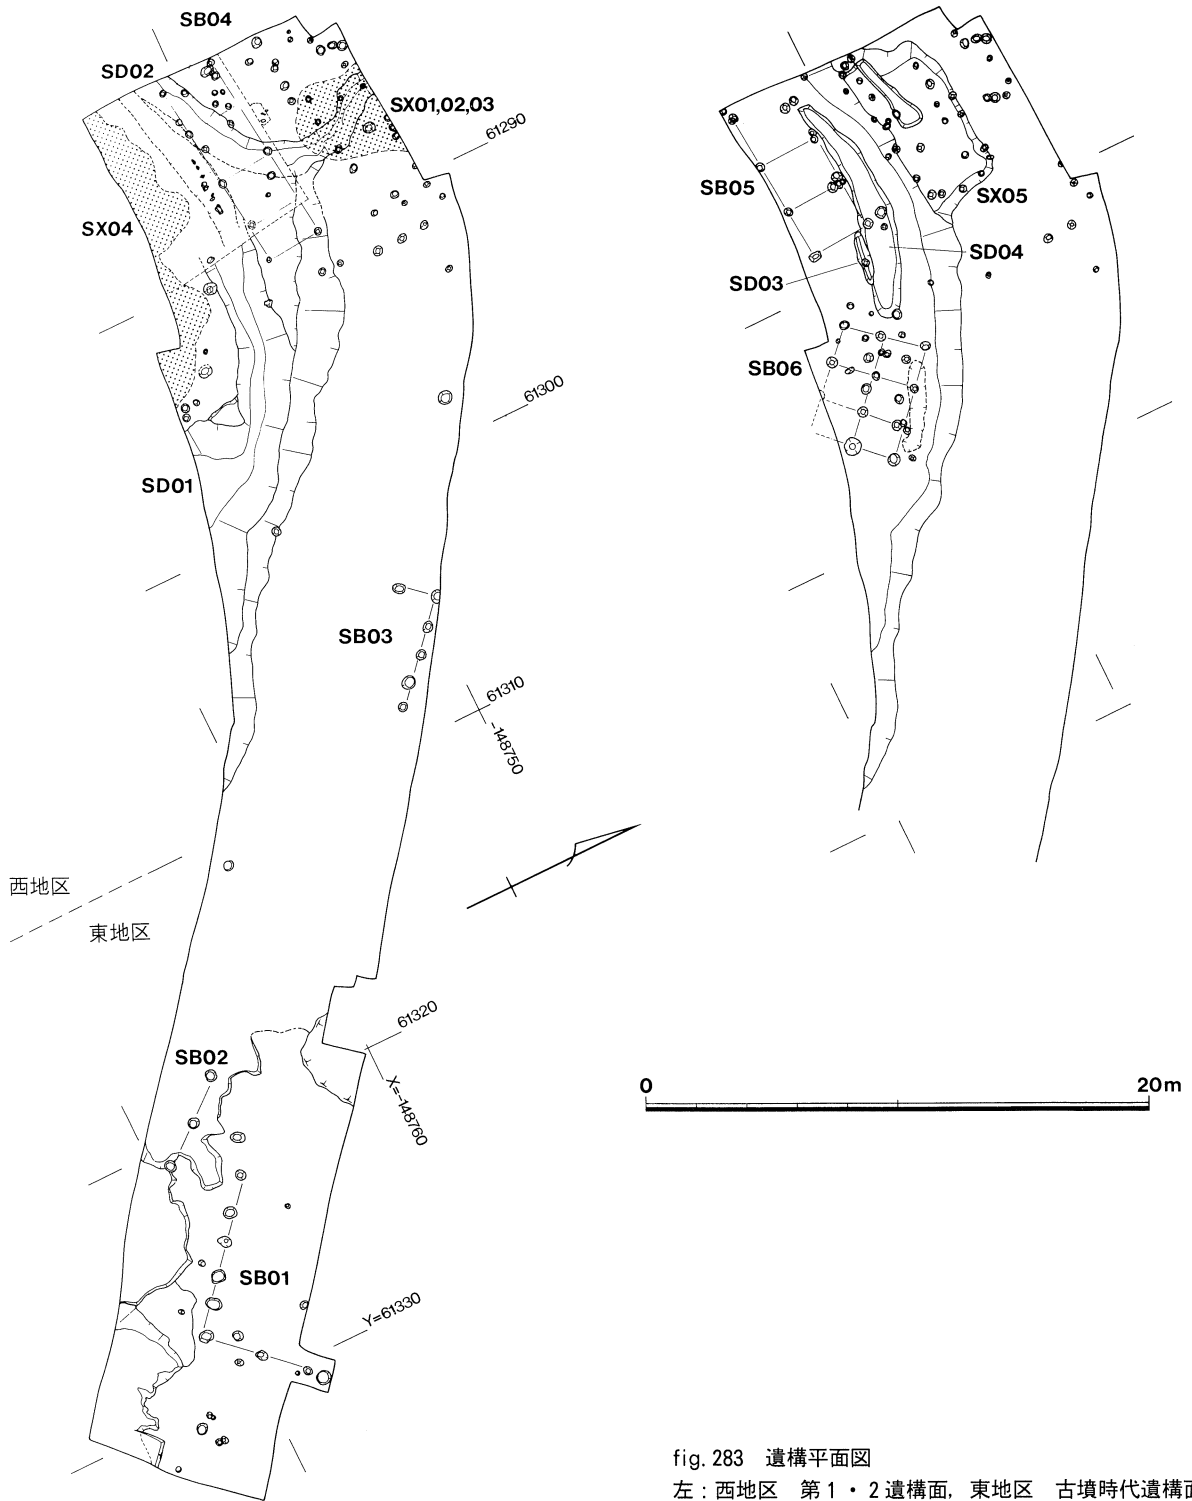 SB04
SD02
SX01,02,03
61290
SX04
61300
SD01
SB03
61310
-148750
西地区
東地区
61320
SB02
X=-148760
SB01
Y=61330
SB05
SX05
SD04
SD03
SB06
0 20m
fig. 283 遺構平面図
左：西地区 第1・2遺構面, 東地区 古墳時代遺構面